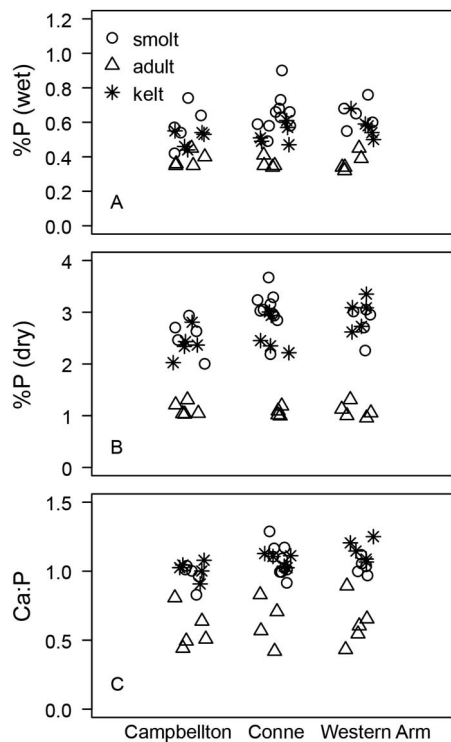 1.2
1.0
0.8
0.6
0.4
0.2
0.0
%P (wet)
smolt
adult
kelt
A
4
3
2
1
0
%P (dry)
B
1.5
1.0
0.5
0.0
Ca:P
C
Campbellton Conne Western Arm